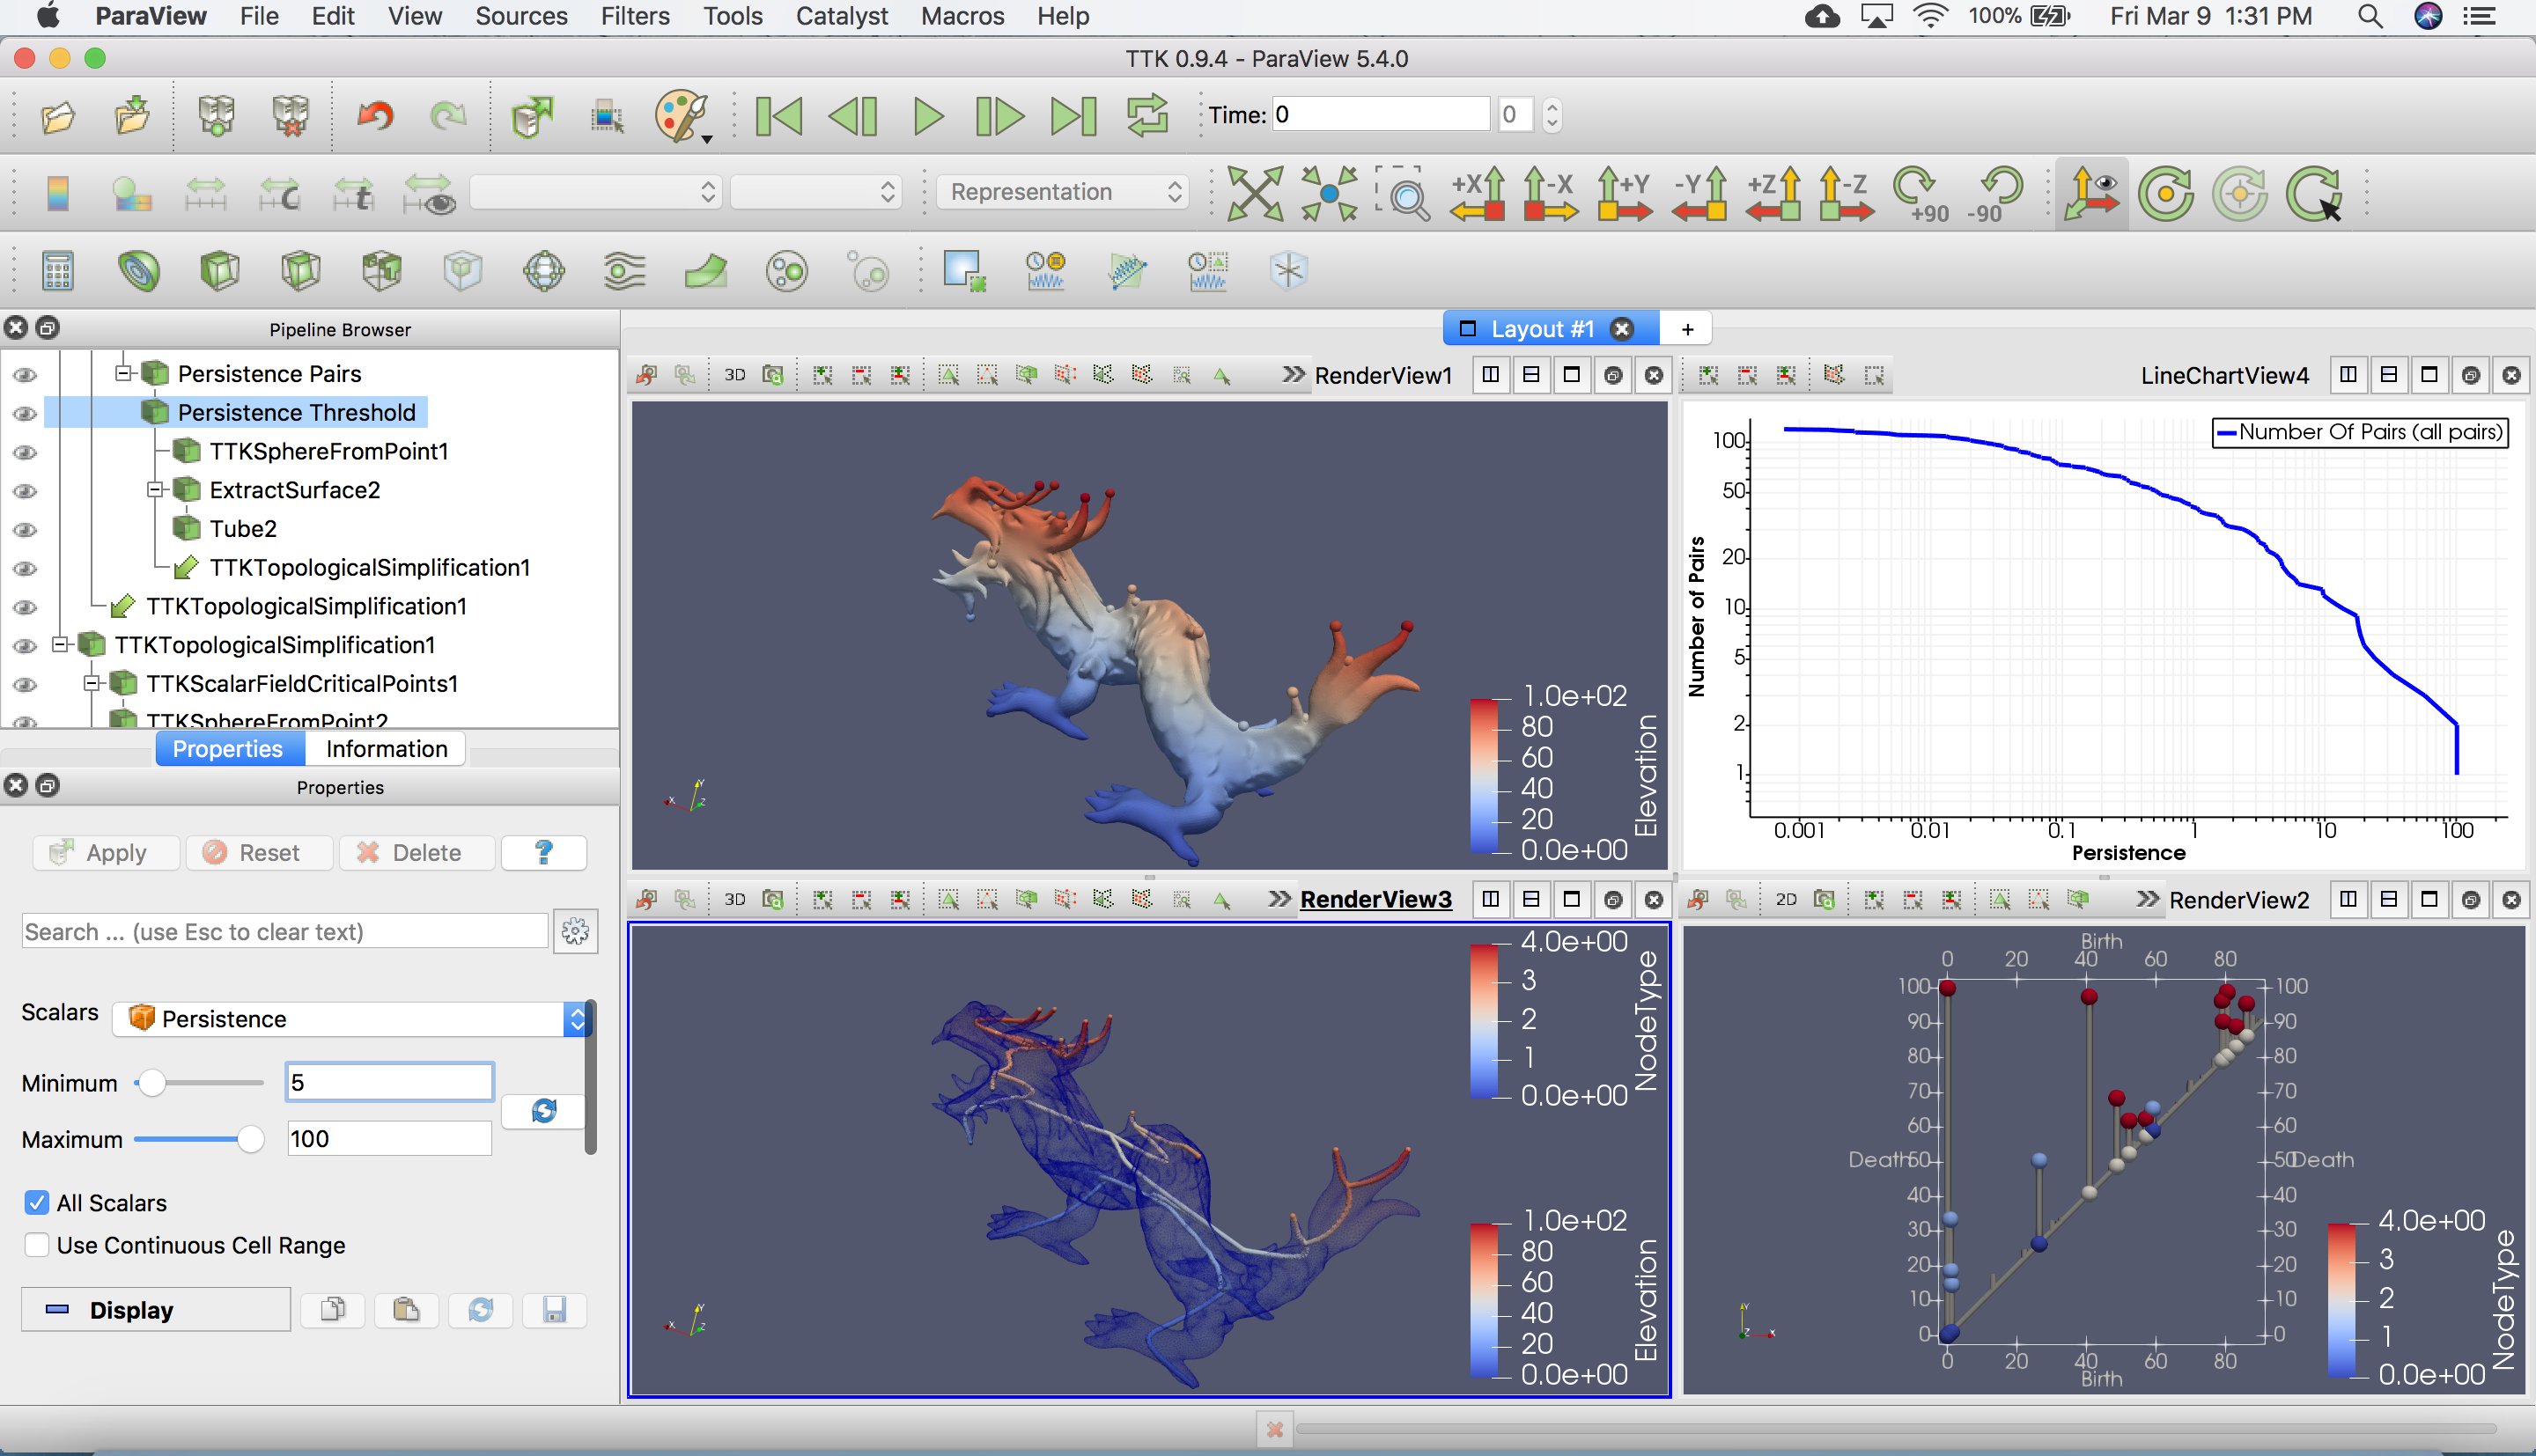 ParaView File Edit View Sources Filters Tools Catalyst Macros Help 100% Fri Mar 9 1:31 PM
TTK 0.9.4 - ParaView 5.4.0
Time: 0 0
C t Representation +X -X +Y -Y +Z -Z +90 -90
Pipeline Browser
Persistence Pairs
Persistence Threshold
TTKSphereFromPoint1
ExtractSurface2
Tube2
TTKTopologicalSimplification1
TTKTopologicalSimplification1
TTKTopologicalSimplification1
TTKScalarFieldCriticalPoints1
TTKSphereFromPoint2
Properties Information
Properties
Apply Reset Delete ?
Search ... (use Esc to clear text)
Scalars Persistence
Minimum 5
Maximum 100
All Scalars
Use Continuous Cell Range
Display
Layout #1 +
3D RenderView1
1.0e+02
80
60
40
20
0.0e+00
Elevation
X Y Z
LineChartView4
Number Of Pairs (all pairs)
100
50
20
10
5
2
1
Number of Pairs
0.001 0.01 0.1 1 10 100
Persistence
3D RenderView3
4.0e+00
3
2
1
0.0e+00
NodeType
1.0e+02
80
60
40
20
0.0e+00
Elevation
X Y Z
2D RenderView2
Birth
0 20 40 60 80
100 100
90 90
80 80
70 70
60 60
Death 50 50 Death
40 40
30 30
20 20
10 10
0 0
0 20 40 60 80
Birth
4.0e+00
3
2
1
0.0e+00
NodeType
Y Z X